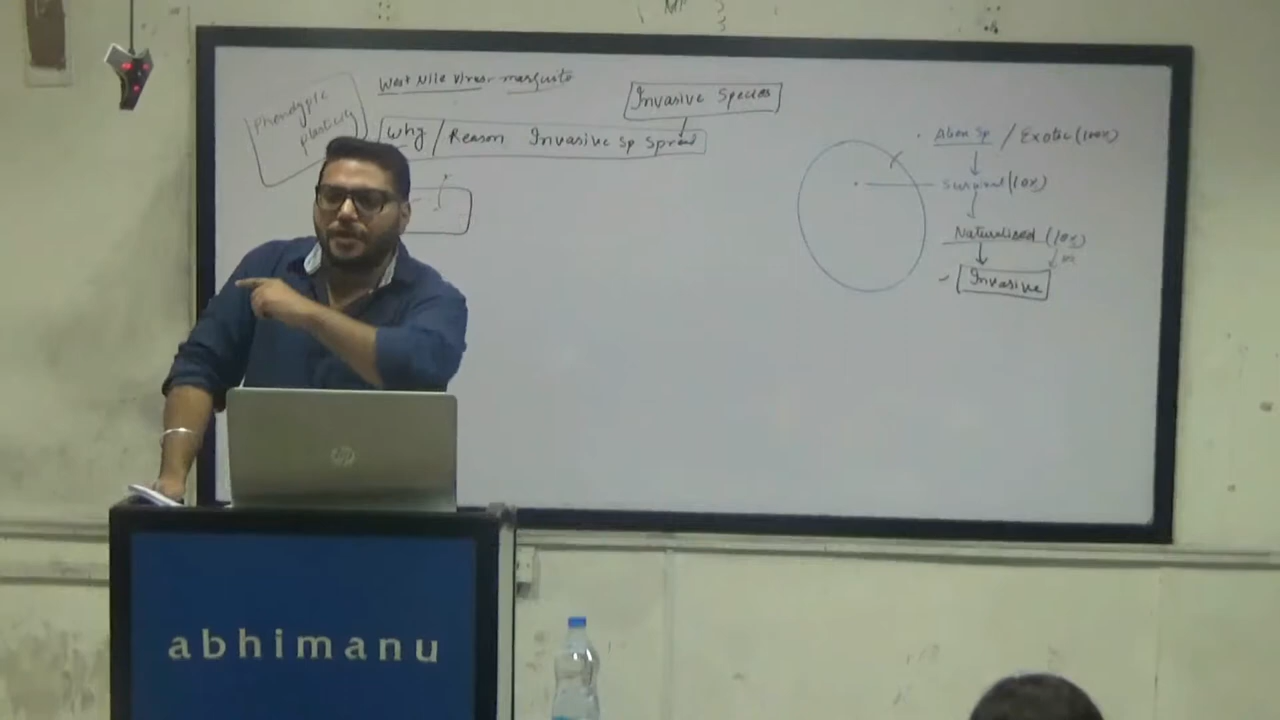 West Nile Virus- mosquito
Invasive Species
Phenotypic
plasticity
Why / Reason Invasive Sp Spread
Alien Sp / Exotic (100%)
Survival (10%)
Naturalised (10%)
Invasive
hp
abhimanu